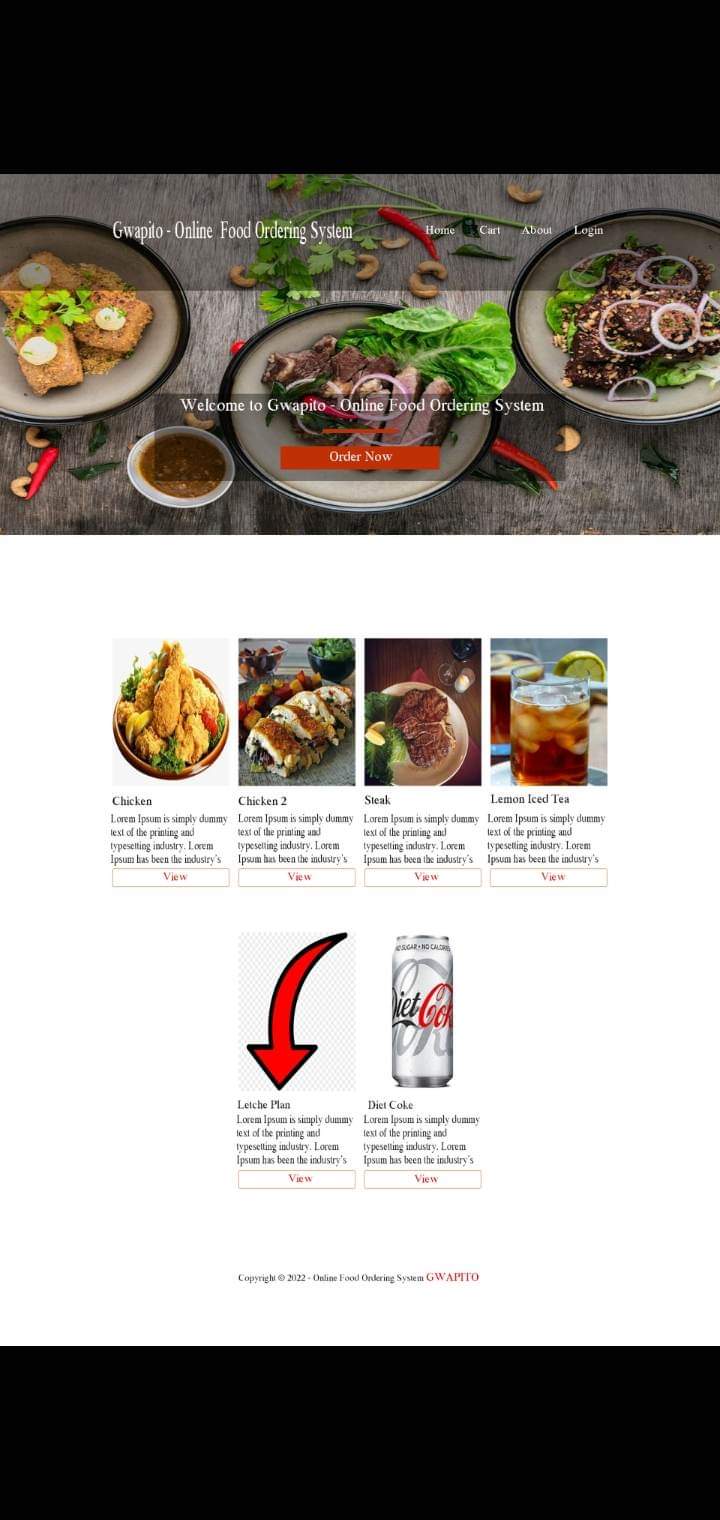 Gwapito - Online Food Ordering System
Home Cart About Login
Welcome to Gwapito - Online Food Ordering System
Order Now
Chicken
Lorem Ipsum is simply dummy
text of the printing and
typesetting industry. Lorem
Ipsum has been the industry's
View
Chicken 2
Lorem Ipsum is simply dummy
text of the printing and
typesetting industry. Lorem
Ipsum has been the industry's
View
Steak
Lorem Ipsum is simply dummy
text of the printing and
typesetting industry. Lorem
Ipsum has been the industry's
View
Lemon Iced Tea
Lorem Ipsum is simply dummy
text of the printing and
typesetting industry. Lorem
Ipsum has been the industry's
View
Letche Plan
Lorem Ipsum is simply dummy
text of the printing and
typesetting industry. Lorem
Ipsum has been the industry's
View
NO SUGAR • NO CALORIES
Diet Coke
Diet Coke
Lorem Ipsum is simply dummy
text of the printing and
typesetting industry. Lorem
Ipsum has been the industry's
View
Copyright © 2022 - Online Food Ordering System GWAPITO